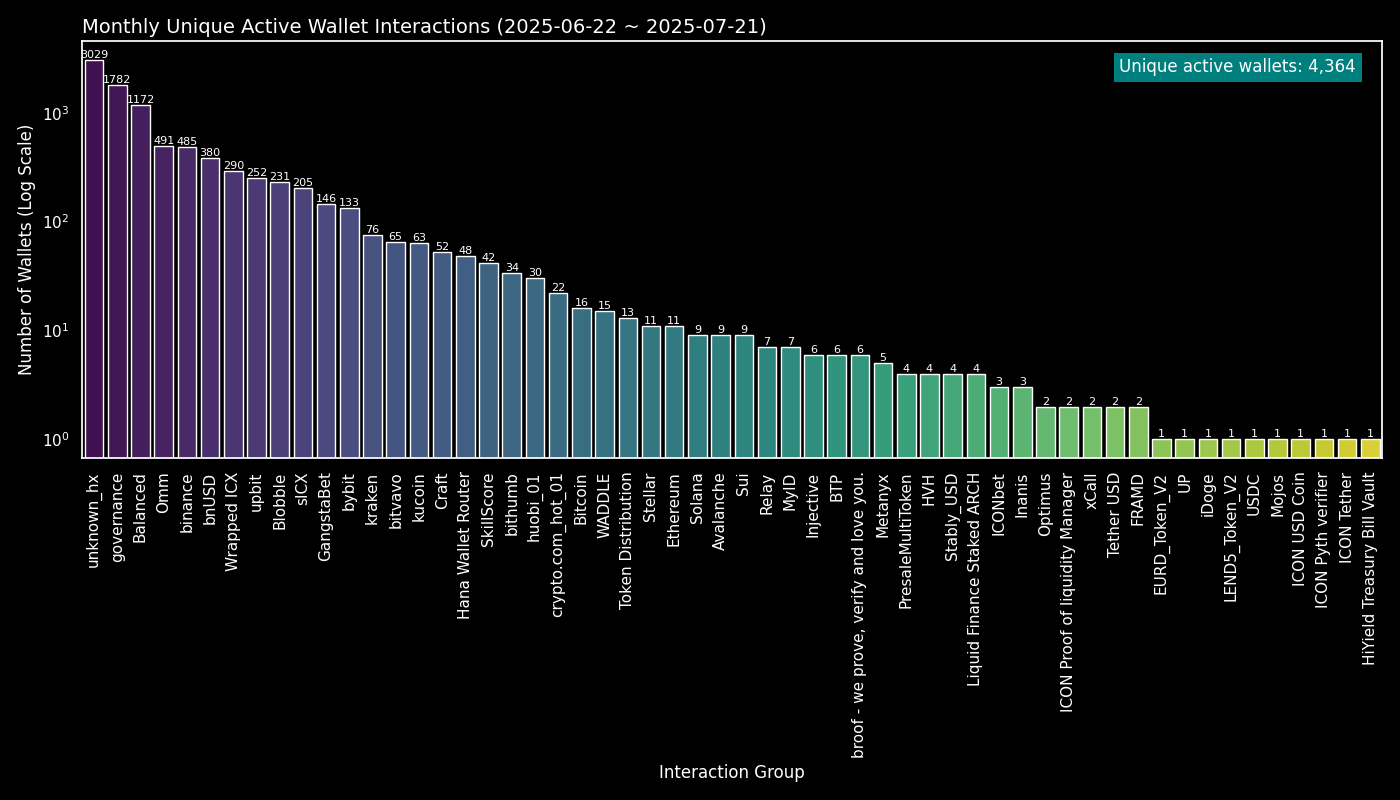 Monthly Unique Active Wallet Interactions (2025-06-22 ~ 2025-07-21)
Unique active wallets: 4,364
Number of Wallets (Log Scale)
10³
10²
10¹
10⁰
3029
1782
1172
491
485
380
290
252
231
205
146
133
76
65
63
52
48
42
34
30
22
16
15
13
11
11
9
9
9
7
7
6
6
6
5
4
4
4
4
3
3
2
2
2
2
2
1
1
1
1
1
1
1
1
1
1
unknown_hx
governance
Balanced
Omm
binance
bnUSD
Wrapped ICX
upbit
Blobble
sICX
GangstaBet
bybit
kraken
bitvavo
kucoin
Craft
Hana Wallet Router
SkillScore
bithumb
huobi_01
crypto.com_hot_01
Bitcoin
WADDLE
Token Distribution
Stellar
Ethereum
Solana
Avalanche
Sui
Relay
MyID
Injective
BTP
broof - we prove, verify and love you.
Metanyx
PresaleMultiToken
HVH
Stably_USD
Liquid Finance Staked ARCH
ICONbet
Inanis
Optimus
ICON Proof of liquidity Manager
xCall
Tether USD
FRAMD
EURD_Token_V2
UP
iDoge
LEND5_Token_V2
USDC
Mojos
ICON USD Coin
ICON Pyth verifier
ICON Tether
HiYield Treasury Bill Vault
Interaction Group